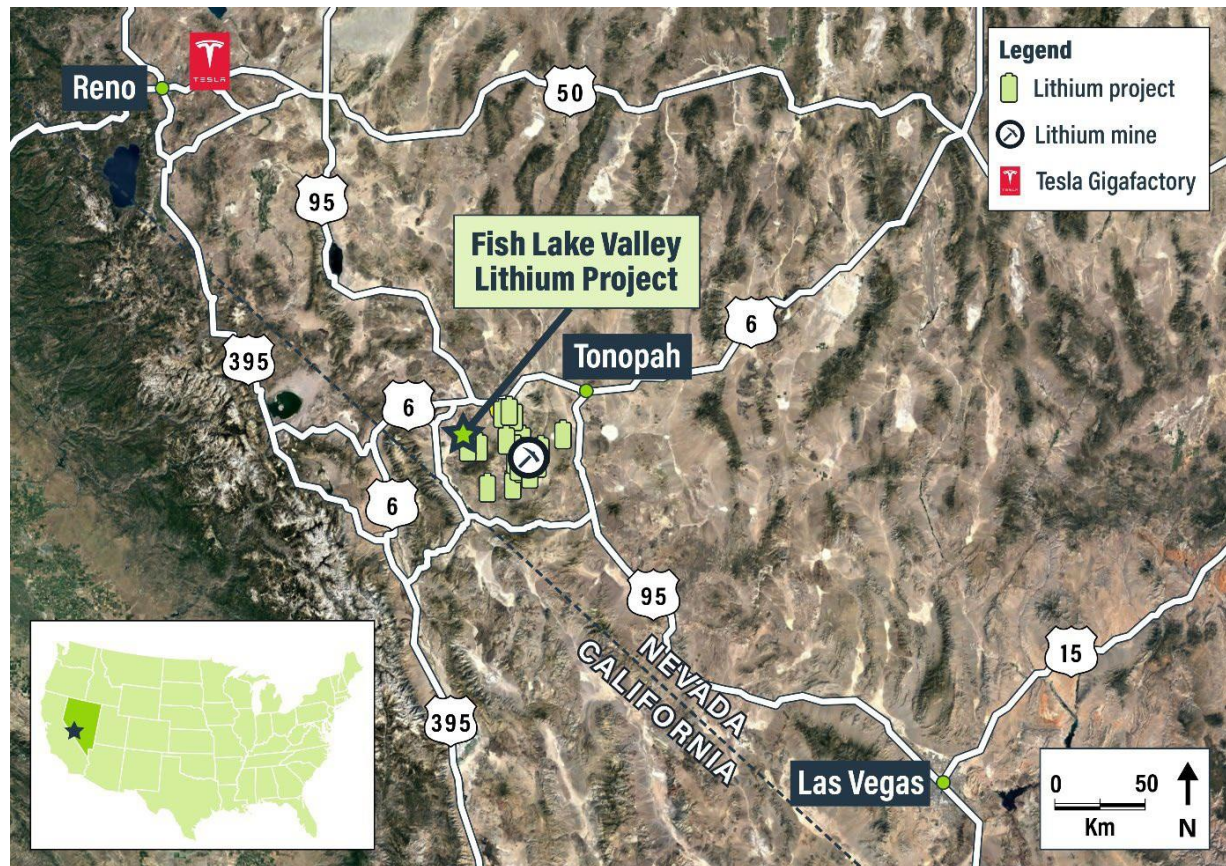 Reno
TESLA
50
Legend
Lithium project
Lithium mine
TESLA
Tesla Gigafactory
95
Fish Lake Valley
Lithium Project
6
395
Tonopah
6
6
95
NEVADA
CALIFORNIA
15
395
Las Vegas
0 50
Km
N